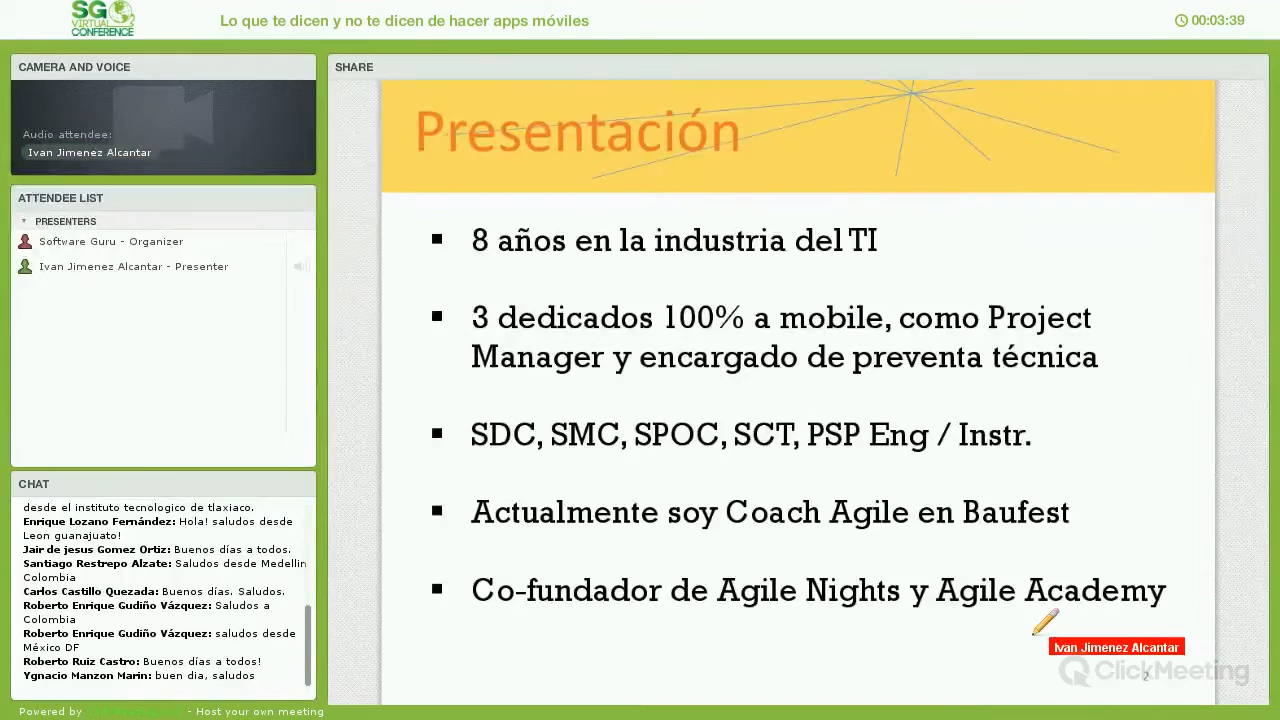 SG
VIRTUAL
CONFERENCE
Lo que te dicen y no te dicen de hacer apps móviles
00:03:39
CAMERA AND VOICE
Audio attendee:
Ivan Jimenez Alcantar
ATTENDEE LIST
PRESENTERS
Software Guru - Organizer
Ivan Jimenez Alcantar - Presenter
CHAT
desde el instituto tecnologico de tlaxiaco.
Enrique Lozano Fernández: Hola! saludos desde
Leon guanajuato!
Jair de jesus Gomez Ortiz: Buenos días a todos.
Santiago Restrepo Alzate: Saludos desde Medellin
Colombia
Carlos Castillo Quezada: Buenos días. Saludos.
Roberto Enrique Gudiño Vázquez: Saludos a
Colombia
Roberto Enrique Gudiño Vázquez: saludos desde
México DF
Roberto Ruiz Castro: Buenos días a todos!
Ygnacio Manzon Marin: buen dia, saludos
SHARE
Presentación
8 años en la industria del TI
3 dedicados 100% a mobile, como Project
Manager y encargado de preventa técnica
SDC, SMC, SPOC, SCT, PSP Eng / Instr.
Actualmente soy Coach Agile en Baufest
Co-fundador de Agile Nights y Agile Academy
Ivan Jimenez Alcantar
ClickMeeting
2
Powered by - Host your own meeting